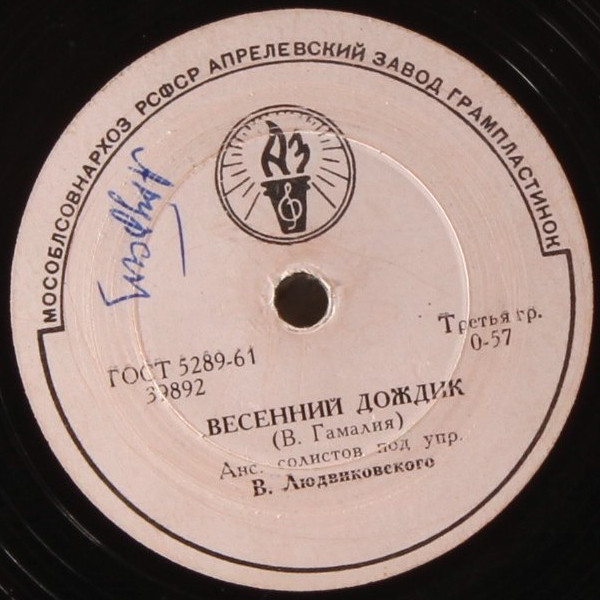 МОСОБЛСОВНАРХОЗ РСФСР АПРЕЛЕВСКИЙ ЗАВОД ГРАМПЛАСТИНОК
АЗ
ГОСТ 5289-61
39892
Третья гр.
0-57
ВЕСЕННИЙ ДОЖДИК
(В. Гамалия)
Анс. солистов под упр.
В. Людвиковского